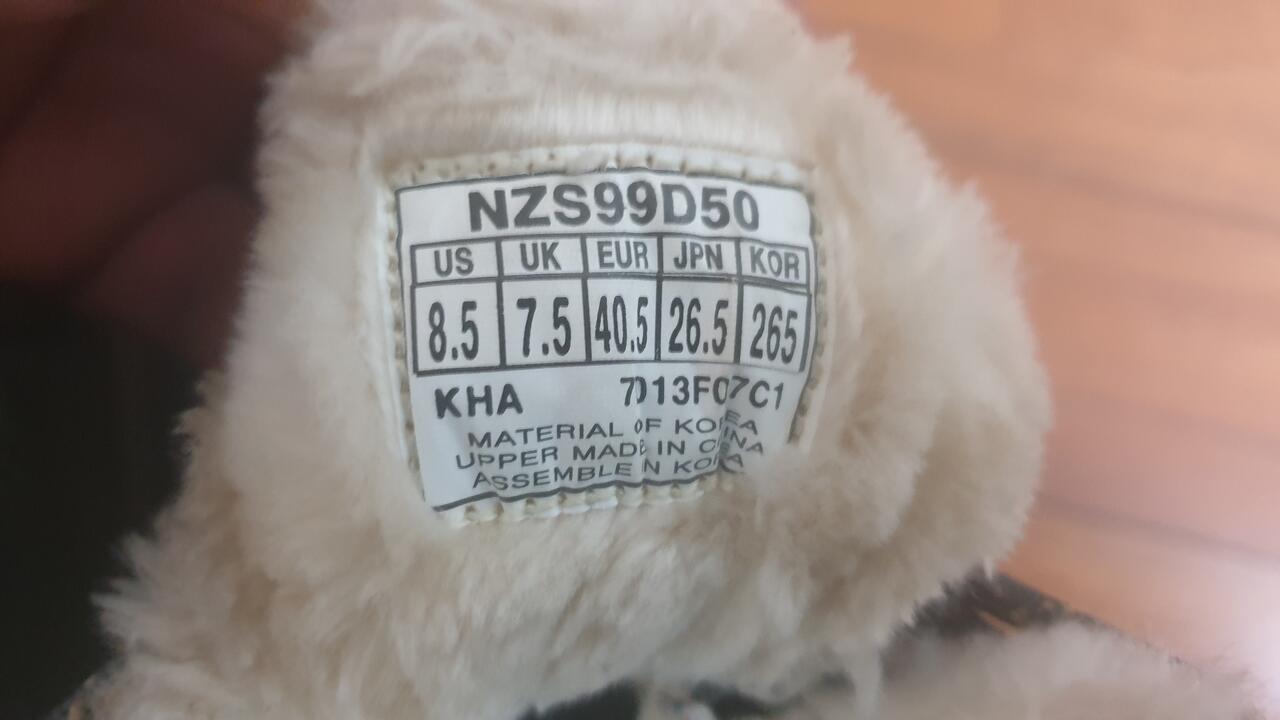 NZS99D50
US UK EUR JPN KOR
8.5 7.5 40.5 26.5 265
KHA 7013F07C1
MATERIAL OF KOREA
UPPER MADE IN CHINA
ASSEMBLE IN KOREA